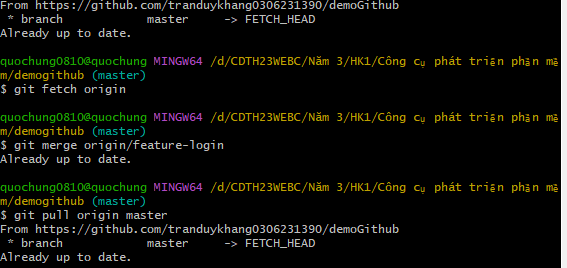 From https://github.com/tranduykhang0306231390/demoGithub
 * branch            master     -> FETCH_HEAD
Already up to date.

quochung0810@quochung MINGW64 /d/CDTH23WEBC/Năm 3/HK1/Công cụ phát triển phần mề
m/demogithub (master)
$ git fetch origin

quochung0810@quochung MINGW64 /d/CDTH23WEBC/Năm 3/HK1/Công cụ phát triển phần mề
m/demogithub (master)
$ git merge origin/feature-login
Already up to date.

quochung0810@quochung MINGW64 /d/CDTH23WEBC/Năm 3/HK1/Công cụ phát triển phần mề
m/demogithub (master)
$ git pull origin master
From https://github.com/tranduykhang0306231390/demoGithub
 * branch            master     -> FETCH_HEAD
Already up to date.